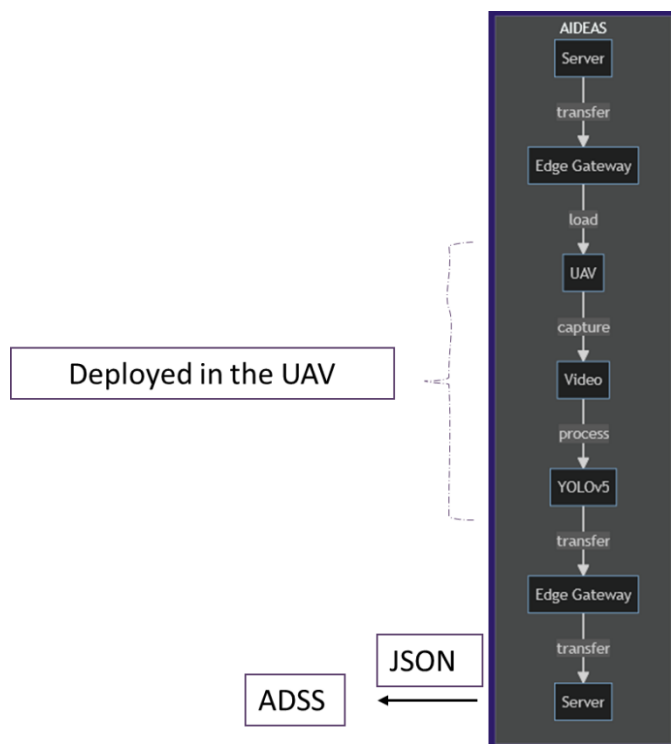 AIDEAS
Server
transfer
Edge Gateway
load
UAV
capture
Deployed in the UAV
Video
process
YOLOv5
transfer
Edge Gateway
transfer
JSON
ADSS
Server